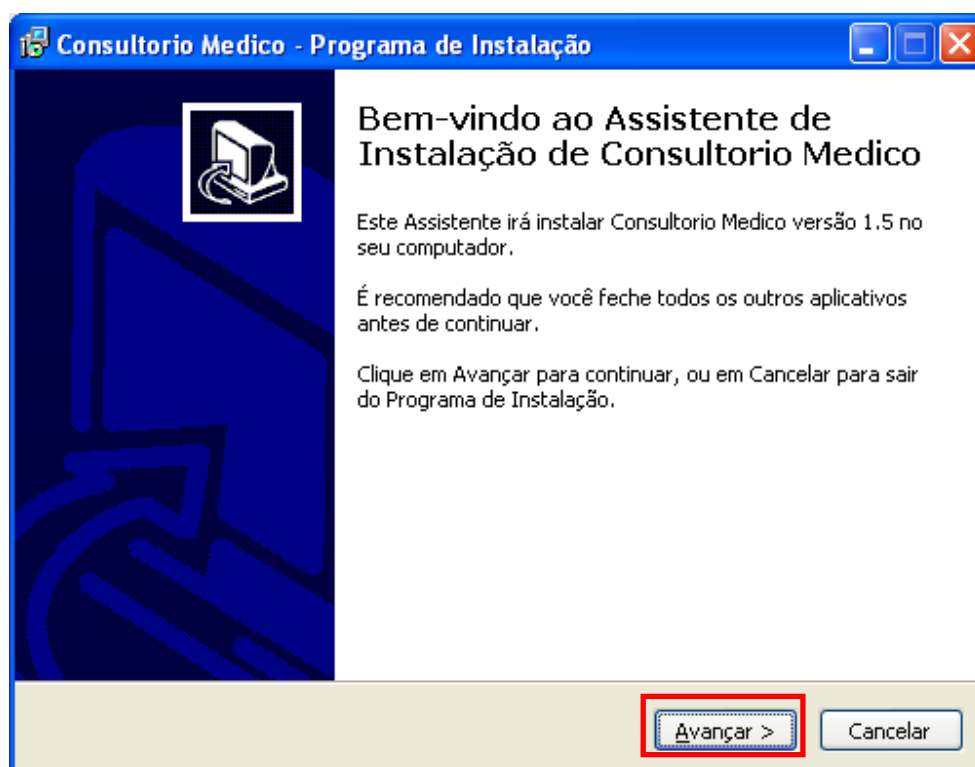 Consultorio Medico - Programa de Instalação
Bem-vindo ao Assistente de
Instalação de Consultorio Medico
Este Assistente irá instalar Consultorio Medico versão 1.5 no
seu computador.
É recomendado que você feche todos os outros aplicativos
antes de continuar.
Clique em Avançar para continuar, ou em Cancelar para sair
do Programa de Instalação.
Avançar >
Cancelar